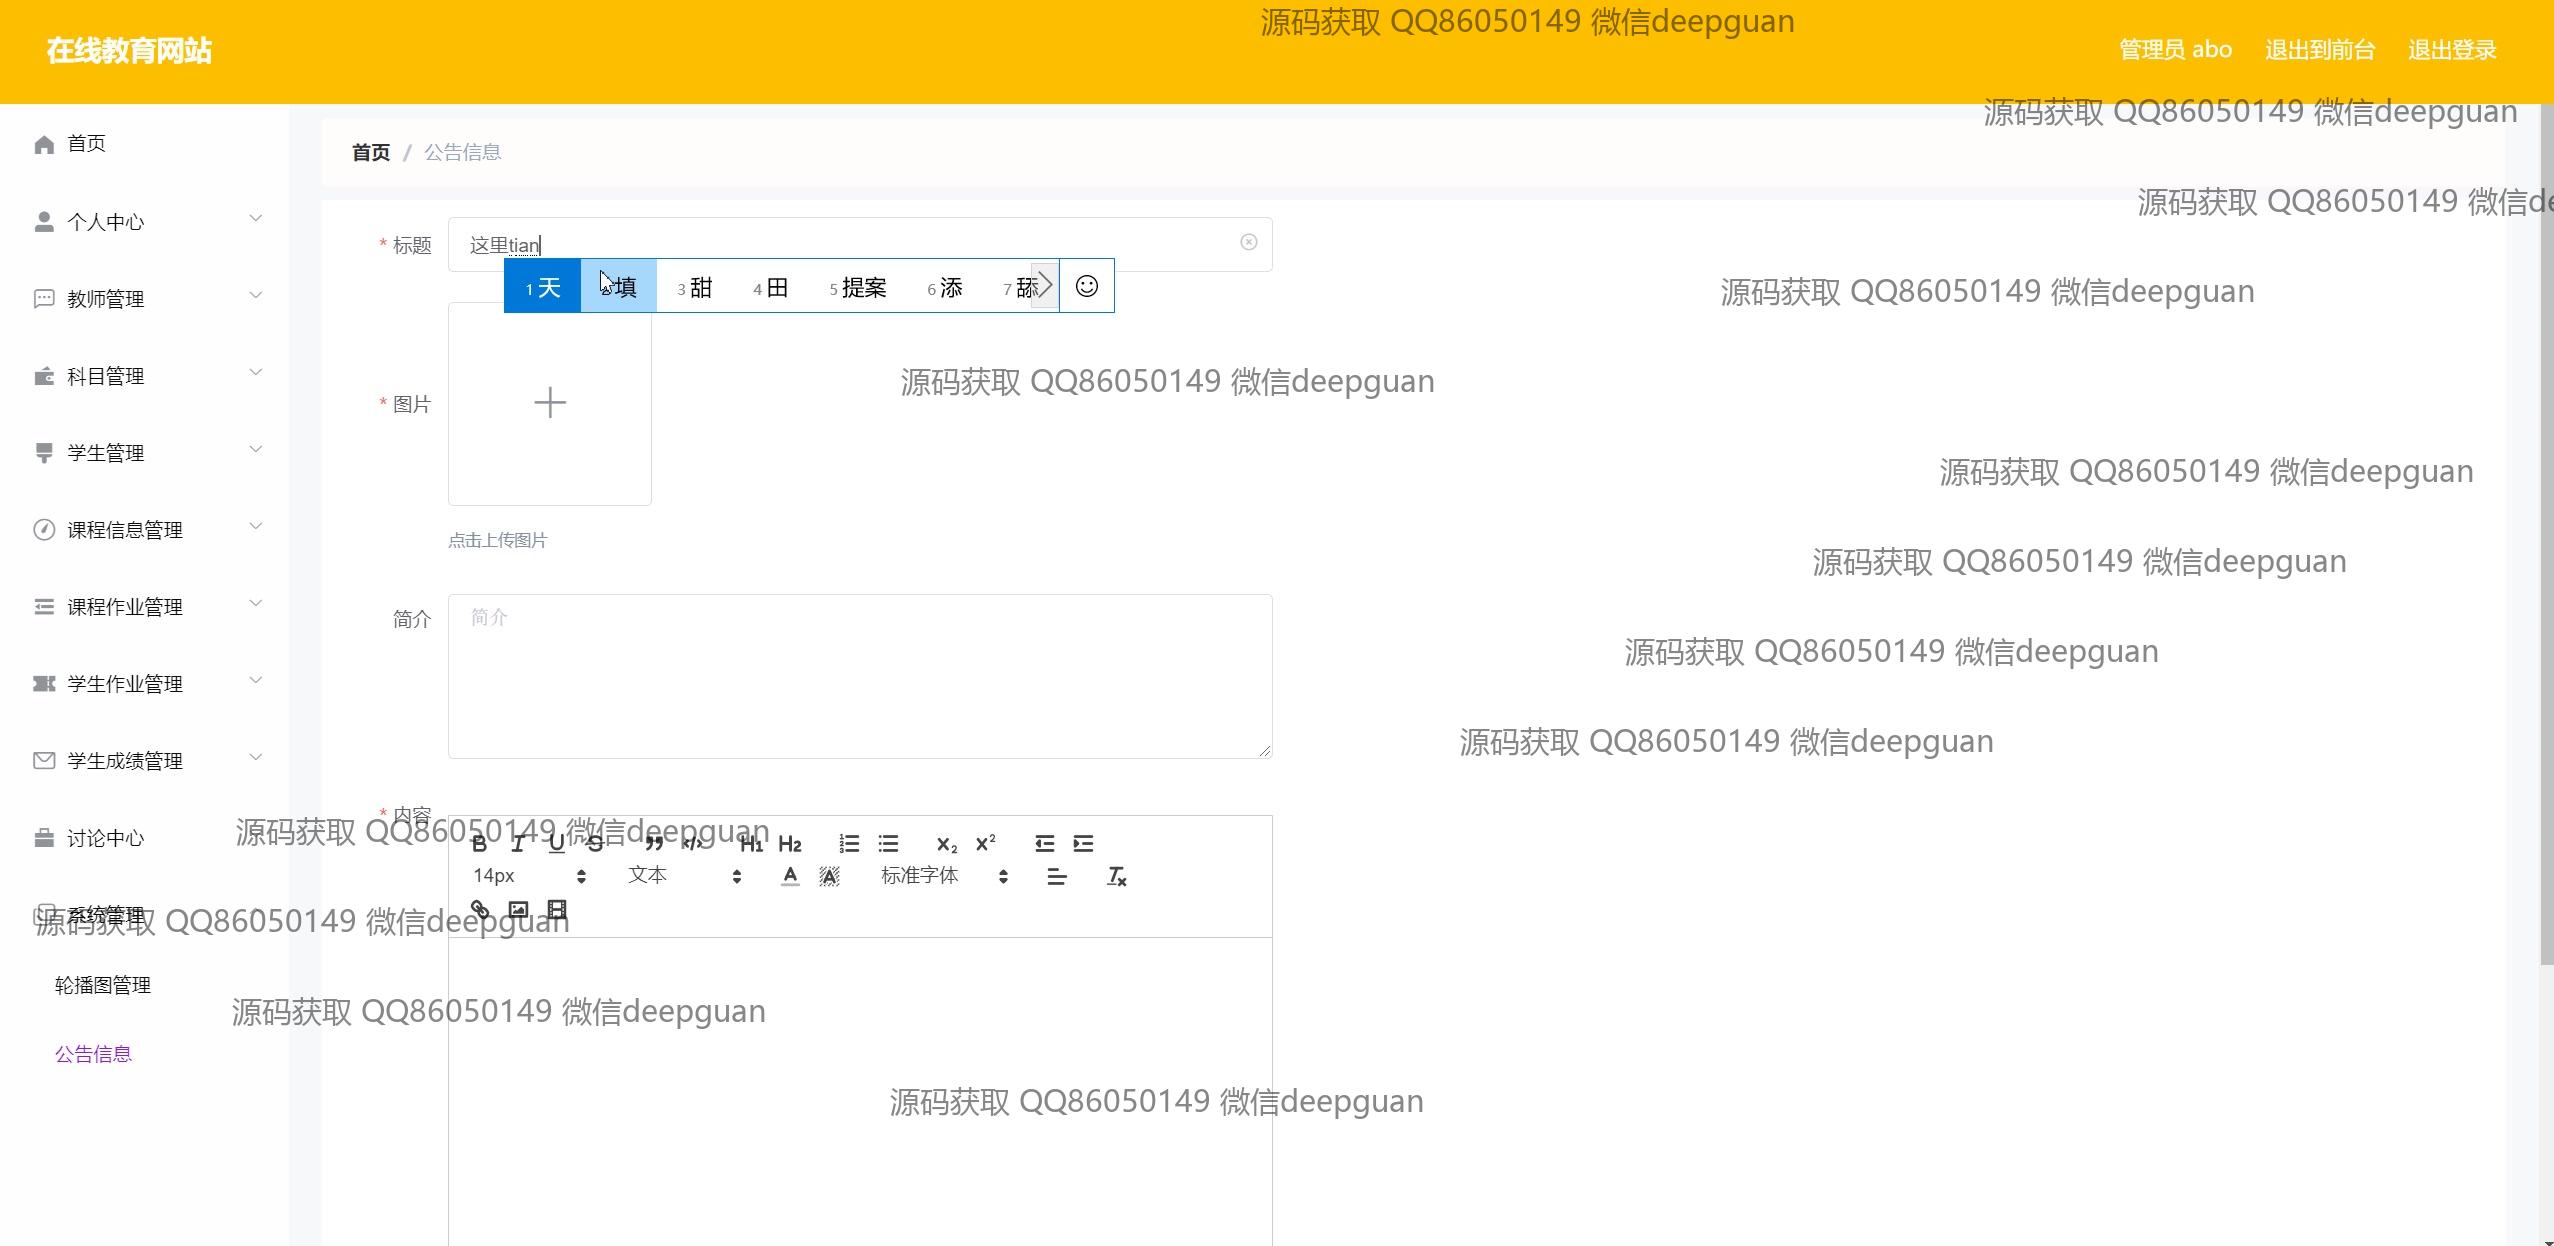 源码获取 QQ86050149 微信deepguan
在线教育网站
管理员 abo 退出到前台 退出登录
源码获取 QQ86050149 微信deepguan
首页
首页 / 公告信息
源码获取 QQ86050149 微信de
个人中心
* 标题 这里tian
1 天 填 3 甜 4 田 5 提案 6 添 7 舔
源码获取 QQ86050149 微信deepguan
教师管理
科目管理
源码获取 QQ86050149 微信deepguan
* 图片
学生管理
源码获取 QQ86050149 微信deepguan
课程信息管理
点击上传图片
源码获取 QQ86050149 微信deepguan
课程作业管理
简介 简介
源码获取 QQ86050149 微信deepguan
学生作业管理
源码获取 QQ86050149 微信deepguan
学生成绩管理
* 内容
讨论中心
源码获取 QQ86050149 微信deepguan
B I U S H1 H2 X2 X2
14px 文本 A A 标准字体
系统管理
源码获取 QQ86050149 微信deepguan
轮播图管理
源码获取 QQ86050149 微信deepguan
公告信息
源码获取 QQ86050149 微信deepguan